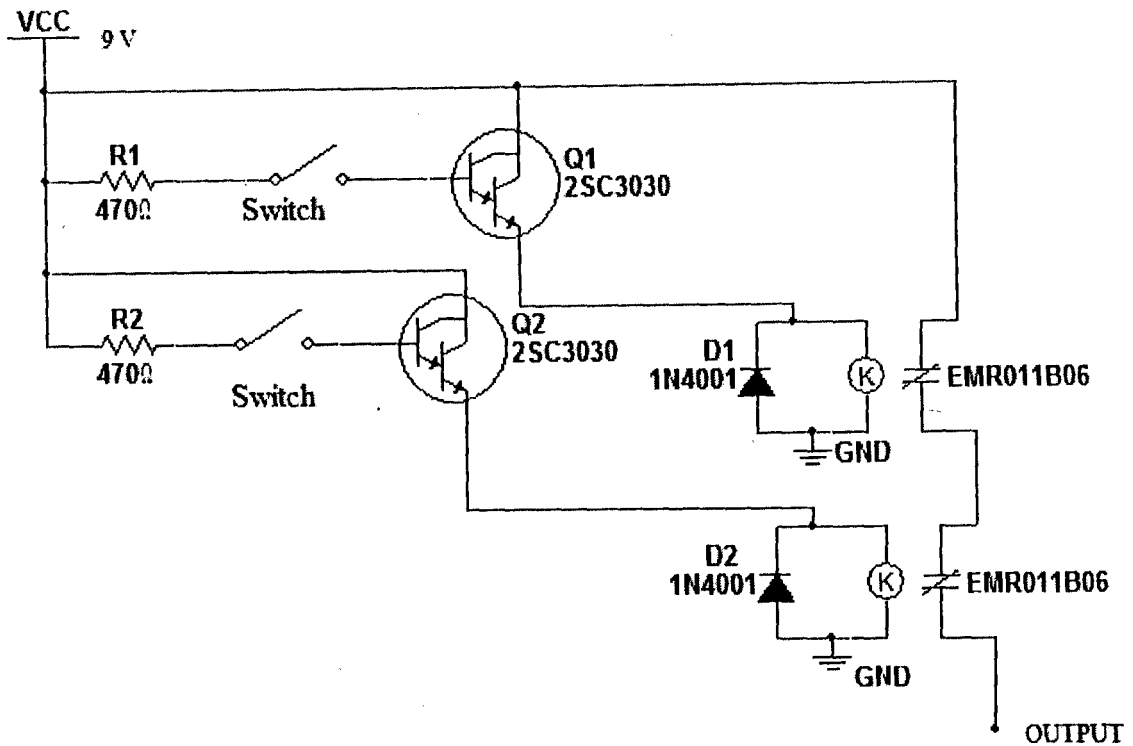 VCC
9 V
R1
470Ω
Switch
Q1
2SC3030
R2
470Ω
Switch
Q2
2SC3030
D1
1N4001
K
EMR011B06
GND
D2
1N4001
K
EMR011B06
GND
OUTPUT